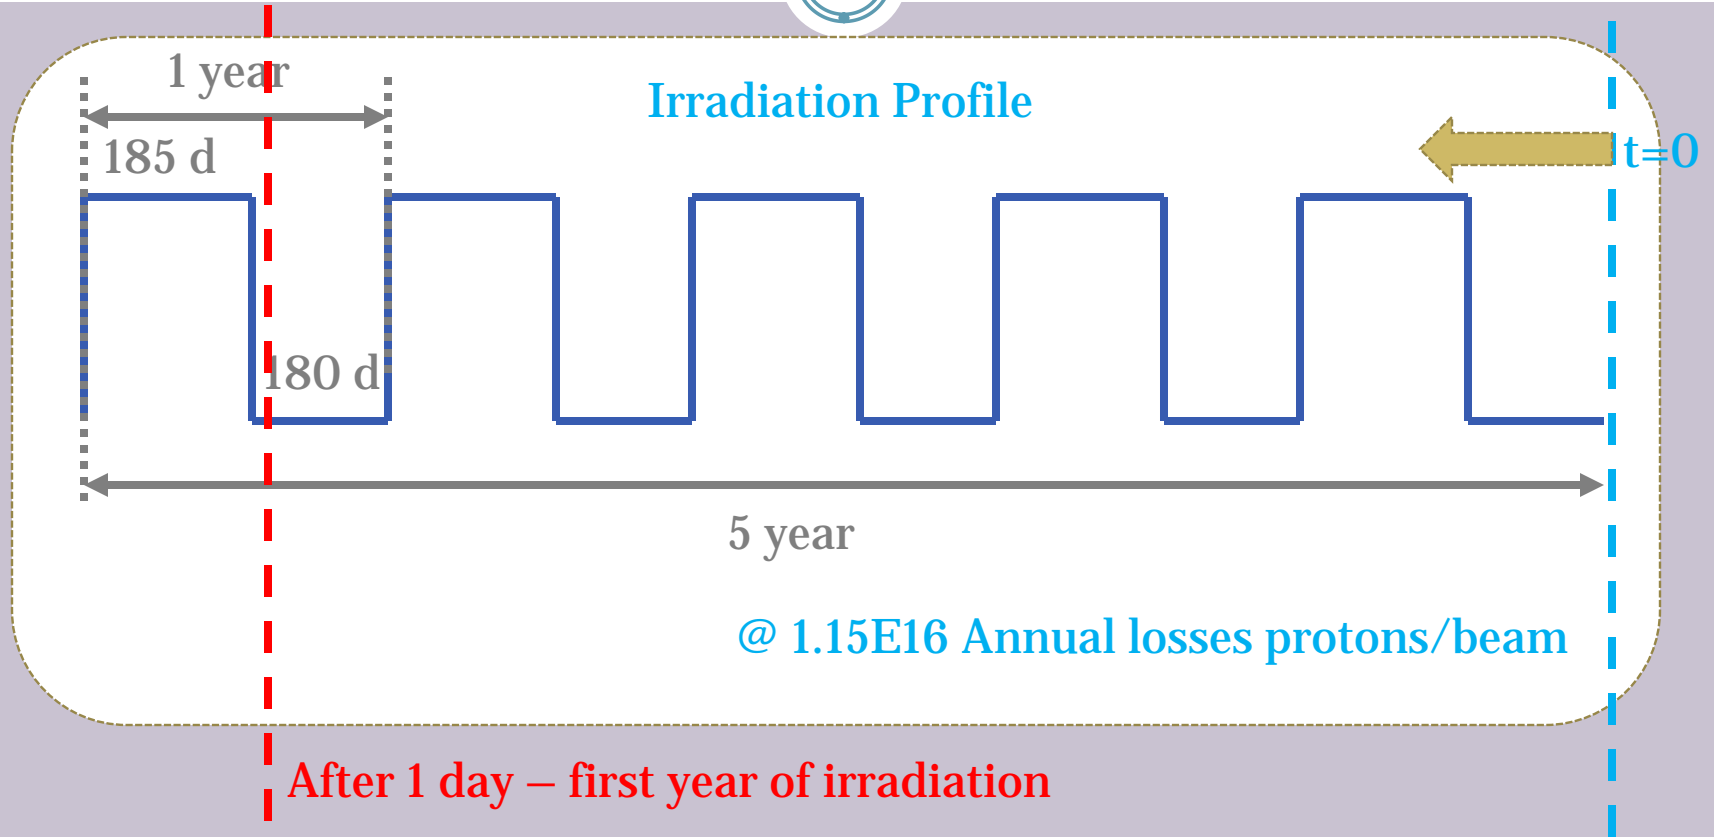 1 year
Irradiation Profile
185 d
t=0
180 d
5 year
@ 1.15E16 Annual losses protons/beam
After 1 day – first year of irradiation